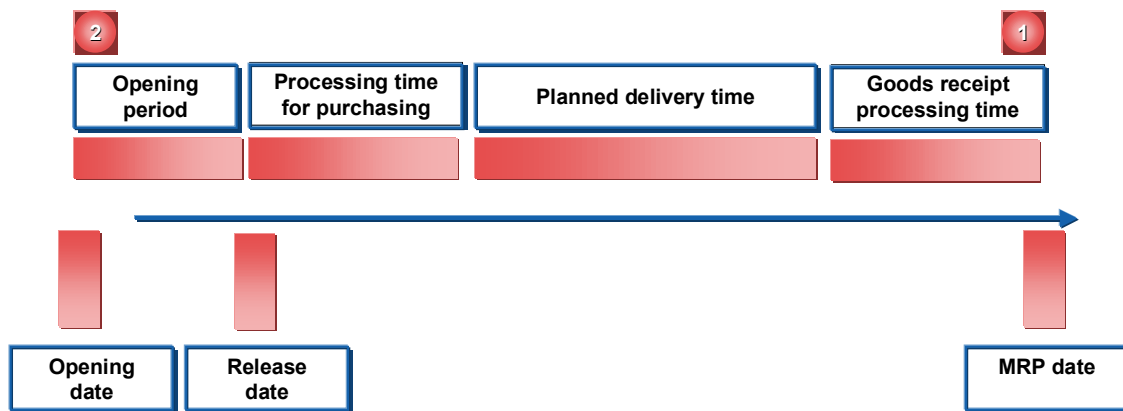 2
1
Opening
period
Processing time
for purchasing
Planned delivery time
Goods receipt
processing time
Opening
date
Release
date
MRP date